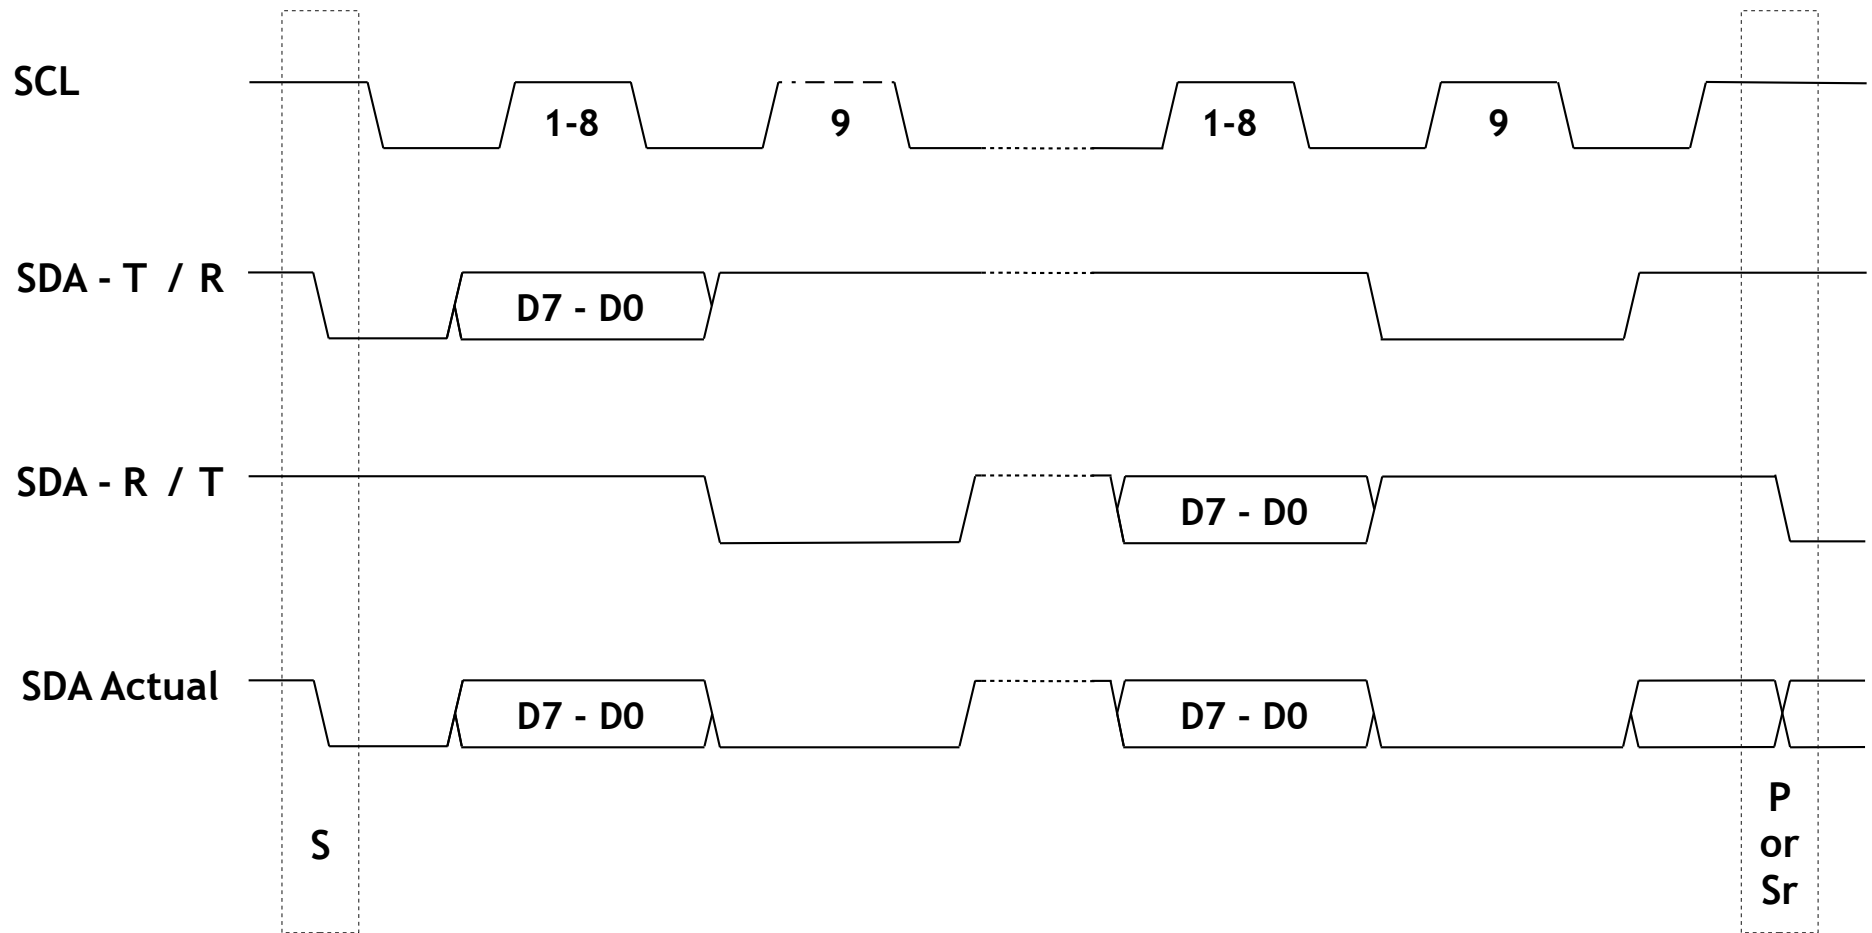 SCL
1-8
9
1-8
9
SDA - T / R
D7 - D0
SDA - R / T
D7 - D0
SDA Actual
D7 - D0
D7 - D0
S
P
or
Sr